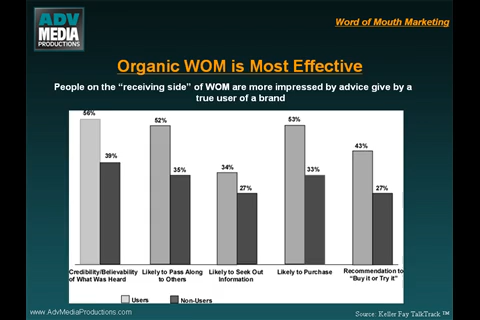 ADV
MEDIA
PRODUCTIONS
Word of Mouth Marketing
Organic WOM is Most Effective
People on the “receiving side” of WOM are more impressed by advice give by a
true user of a brand
56%
39%
52%
35%
34%
27%
53%
33%
43%
27%
Credibility/Believability
of What Was Heard
Likely to Pass Along
to Others
Likely to Seek Out
Information
Likely to Purchase
Recommendation to
“Buy it or Try it”
Users
Non-Users
www.AdvMediaProductions.com
Source: Keller Fay TalkTrack ™